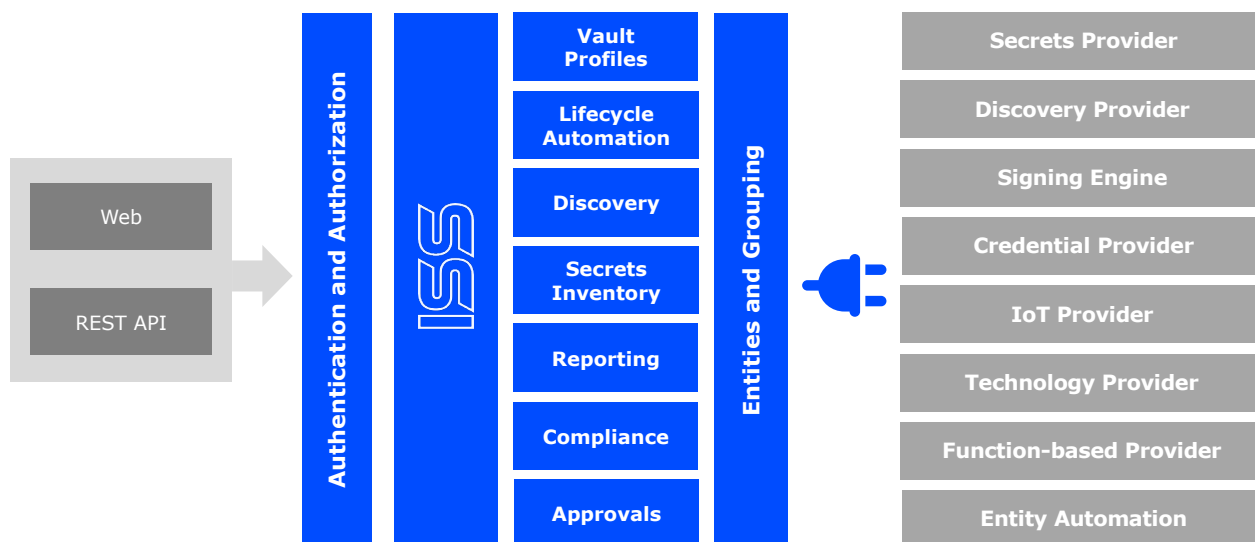 Web
REST API
Authentication and Authorization
ISS
Vault
Profiles
Lifecycle
Automation
Discovery
Secrets
Inventory
Reporting
Compliance
Approvals
Entities and Grouping
Secrets Provider
Discovery Provider
Signing Engine
Credential Provider
IoT Provider
Technology Provider
Function-based Provider
Entity Automation